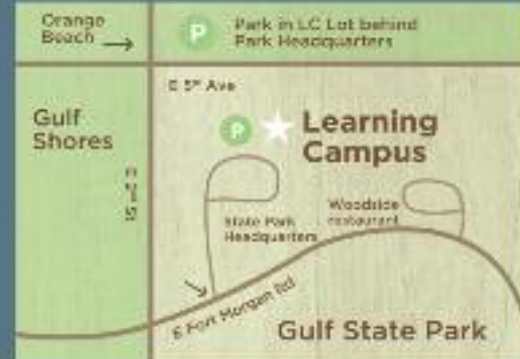 Orange
Beach
P
Park in LC Lot behind
Park Headquarters
E 5th Ave
Gulf
Shores
P
Learning
Campus
Woodside
restaurant
State Park
Headquarters
E Fort Morgan Rd
Gulf State Park